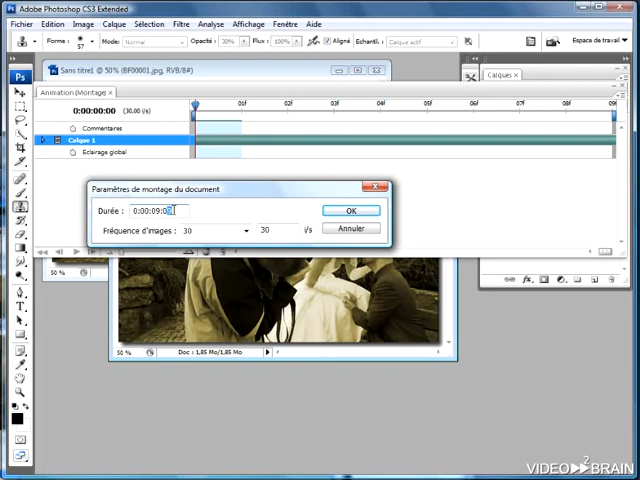 Adobe Photoshop CS3 Extended
Fichier Edition Image Calque Sélection Filtre Analyse Affichage Fenêtre Aide
Forme : 57 Mode : Normal Opacité : 30% Flux : 100% Aligné Echantil. : Calque actif Espace de travail
Sans titre1 @ 50% (BF00001.jpg, RVB/8#)
Calques ×
Ps
Animation (Montage) ×
0:00:00:00 (30.00 i/s) 01f 02f 03f 04f 05f 06f 07f 08f 09f
Commentaires
Calque 1
Eclairage global
Paramètres de montage du document
Durée : 0:00:09:09 OK
Fréquence d'images : 30 30 i/s Annuler
50 %
50 % Doc : 1,85 Mo/1,85 Mo
fx
VIDEO2BRAIN